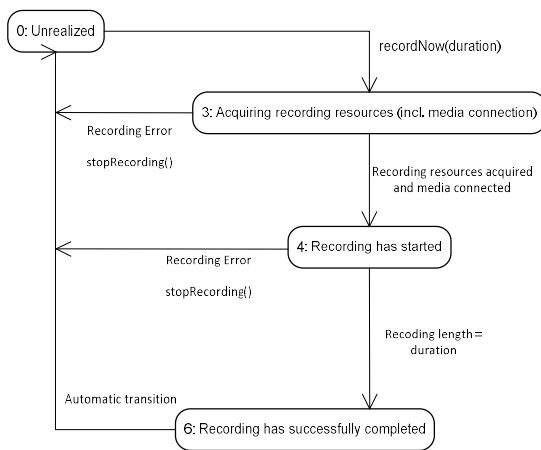 0: Unrealized
recordNow(duration)
3: Acquiring recording resources (incl. media connection)
Recording Error
stopRecording()
Recording resources acquired
and media connected
4: Recording has started
Recording Error
stopRecording()
Recoding length=
duration
Automatic transition
6: Recording has successfully completed